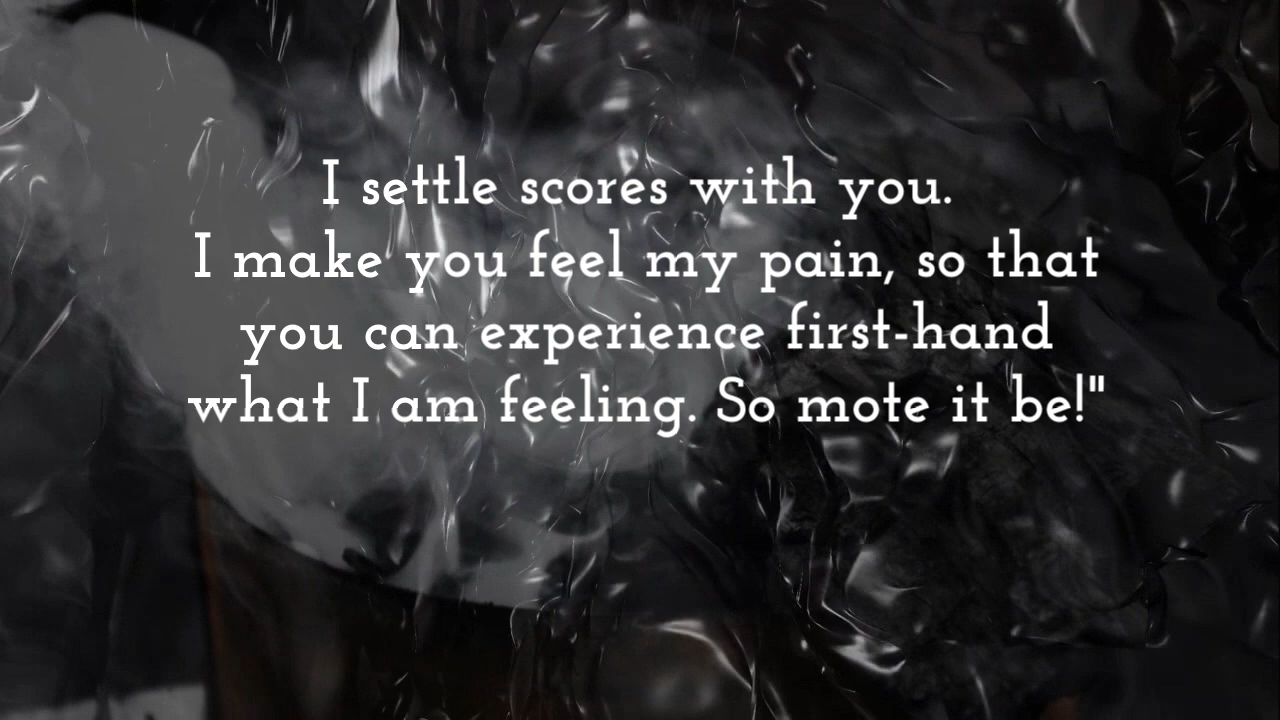 I settle scores with you.
I make you feel my pain, so that
you can experience first-hand
what I am feeling. So mote it be!"